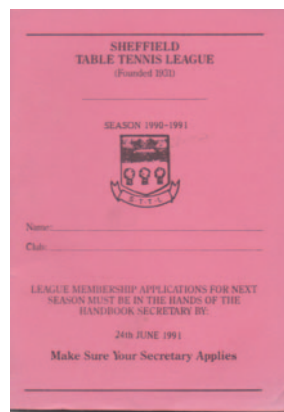 SHEFFIELD
TABLE TENNIS LEAGUE
(Founded 1931)
SEASON 1990-1991
S T T L
Name:
Club:
LEAGUE MEMBERSHIP APPLICATIONS FOR NEXT
SEASON MUST BE IN THE HANDS OF THE
HANDBOOK SECRETARY BY:
24th JUNE 1991
Make Sure Your Secretary Applies